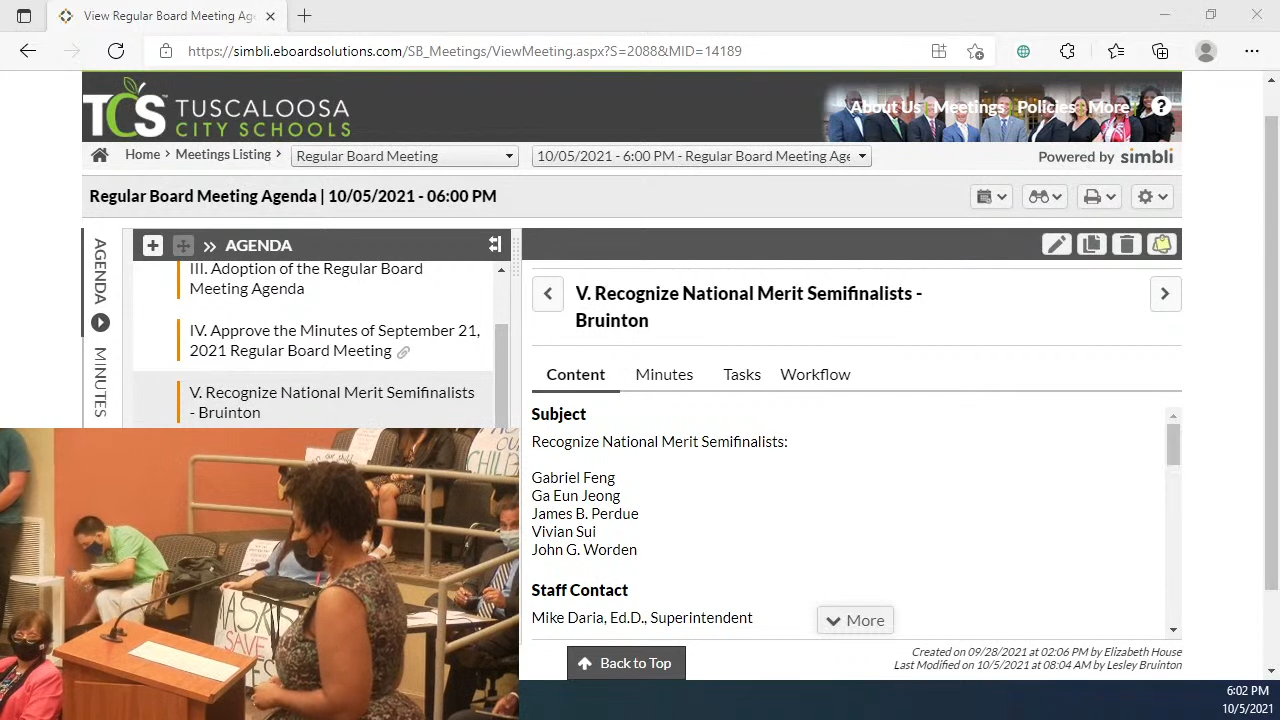 View Regular Board Meeting Age
https://simbli.eboardsolutions.com/SB_Meetings/ViewMeeting.aspx?S=2088&MID=14189
TCS TUSCALOOSA
CITY SCHOOLS
About Us Meetings Policies More ?
Home > Meetings Listing > Regular Board Meeting 10/05/2021 - 6:00 PM - Regular Board Meeting Age
Powered by simbli
Regular Board Meeting Agenda | 10/05/2021 - 06:00 PM
AGENDA
MINUTES
AGENDA
III. Adoption of the Regular Board
Meeting Agenda
IV. Approve the Minutes of September 21,
2021 Regular Board Meeting
V. Recognize National Merit Semifinalists
- Bruinton
V. Recognize National Merit Semifinalists -
Bruinton
Content Minutes Tasks Workflow
Subject
Recognize National Merit Semifinalists:
Gabriel Feng
Ga Eun Jeong
James B. Perdue
Vivian Sui
John G. Worden
Staff Contact
Mike Daria, Ed.D., Superintendent
More
Back to Top
Created on 09/28/2021 at 02:06 PM by Elizabeth House
Last Modified on 10/5/2021 at 08:04 AM by Lesley Bruinton
MASKS
SAVE
6:02 PM
10/5/2021